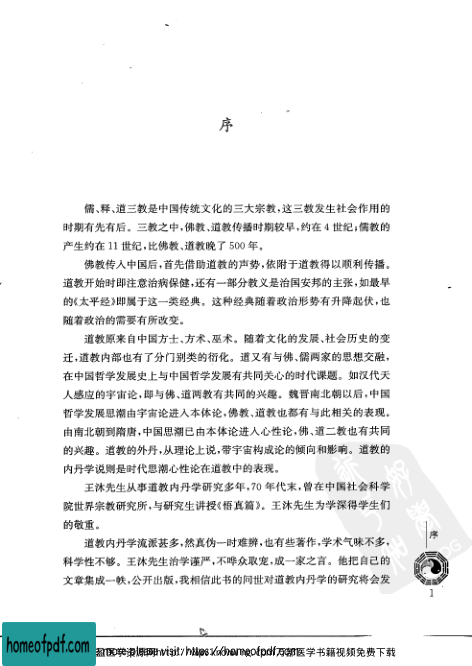 序
儒、释、道三教是中国传统文化的三大宗教,这三教发生社会作用的
时期有先有后。三教之中,佛教、道教传播时期较早,约在 4 世纪;儒教的
产生约在 11 世纪,比佛教、道教晚了 500 年。
佛教传入中国后,首先借助道教的声势,依附于道教得以顺利传播。
道教开始时即注意治病保健,还有一部分教义是治国安邦的主张,如最早
的《太平经》即属于这一类经典。这种经典随着政治形势有升降起伏,也
随着政治的需要有所改变。
道教原来自中国方士、方术、巫术。随着文化的发展、社会历史的变
迁,道教内部也有了分门别类的衍化。道又有与佛、儒两家的思想交融,
在中国哲学发展史上与中国哲学发展有共同关心的时代课题。如汉代天
人感应的宇宙论,即与佛、道两教有共同的兴趣。魏晋南北朝以后,中国
哲学发展思潮由宇宙论进入本体论,佛教、道教也都有与此相关的表现。
由南北朝到隋唐,中国思潮已由本体论进入心性论,佛、道二教也有共同
的兴趣。道教的外丹,从理论上说,带宇宙构成论的倾向和影响。道教的
内丹学说则是时代思潮心性论在道教中的表现。
王沐先生从事道教内丹学研究多年,70 年代末,曾在中国社会科学
院世界宗教研究所,与研究生讲授《悟真篇》。王沐先生为学深得学生们
的敬重。
道教内丹学流派甚多,然真伪一时难辨,也有些著作,学术气味不多,
科学性不够。王沐先生治学谨严,不哗众取宠,成一家之言。他把自己的
文章集成一帙,公开出版,我相信此书的问世对道教内丹学的研究将会发
序
1
homeofpdf.com